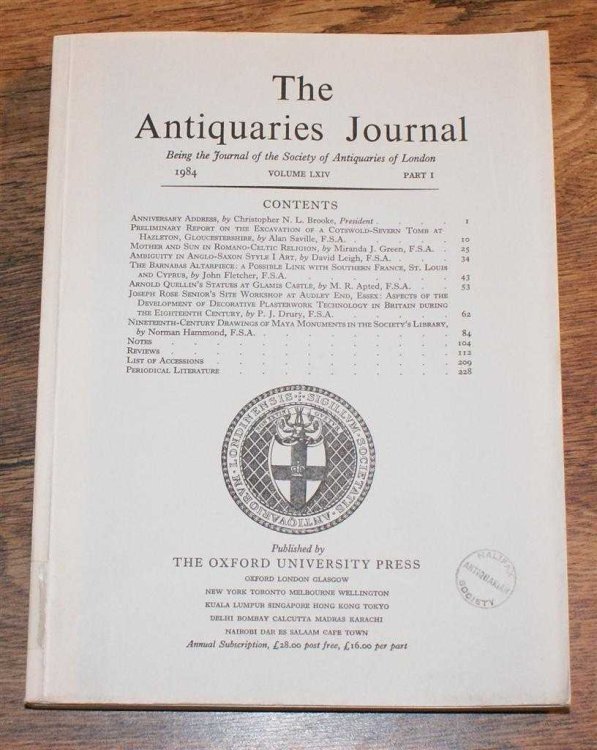 The
Antiquaries Journal
Being the Journal of the Society of Antiquaries of London
1984 VOLUME LXIV PART I
CONTENTS
ANNIVERSARY ADDRESS, by Christopher N. L. Brooke, President . . . . 1
PRELIMINARY REPORT ON THE EXCAVATION OF A COTSWOLD-SEVERN TOMB AT
HAZLETON, GLOUCESTERSHIRE, by Alan Saville, F.S.A. . . . . 10
MOTHER AND SUN IN ROMANO-CELTIC RELIGION, by Miranda J. Green, F.S.A. . . 25
AMBIGUITY IN ANGLO-SAXON STYLE I ART, by David Leigh, F.S.A. . . . . 34
THE BARNABAS ALTARPIECE: A POSSIBLE LINK WITH SOUTHERN FRANCE, ST. LOUIS
AND CYPRUS, by John Fletcher, F.S.A. . . . . 43
ARNOLD QUELLIN'S STATUES AT GLAMIS CASTLE, by M. R. Apted, F.S.A. . . . 53
JOSEPH ROSE SENIOR'S SITE WORKSHOP AT AUDLEY END, ESSEX: ASPECTS OF THE
DEVELOPMENT OF DECORATIVE PLASTERWORK TECHNOLOGY IN BRITAIN DURING
THE EIGHTEENTH CENTURY, by P. J. Drury, F.S.A. . . . . 62
NINETEENTH-CENTURY DRAWINGS OF MAYA MONUMENTS IN THE SOCIETY'S LIBRARY,
by Norman Hammond, F.S.A. . . . . 84
NOTES . . . . 104
REVIEWS . . . . 112
LIST OF ACCESSIONS . . . . 209
PERIODICAL LITERATURE . . . . 228
SIGILLVM · SOCIETATIS · ANTIQVARIORVM · LONDINENSIS
Published by
THE OXFORD UNIVERSITY PRESS
OXFORD LONDON GLASGOW
NEW YORK TORONTO MELBOURNE WELLINGTON
KUALA LUMPUR SINGAPORE HONG KONG TOKYO
DELHI BOMBAY CALCUTTA MADRAS KARACHI
NAIROBI DAR ES SALAAM CAPE TOWN
Annual Subscription, £28.00 post free, £16.00 per part
HALIFAX
ANTIQUARIAN
SOCIETY